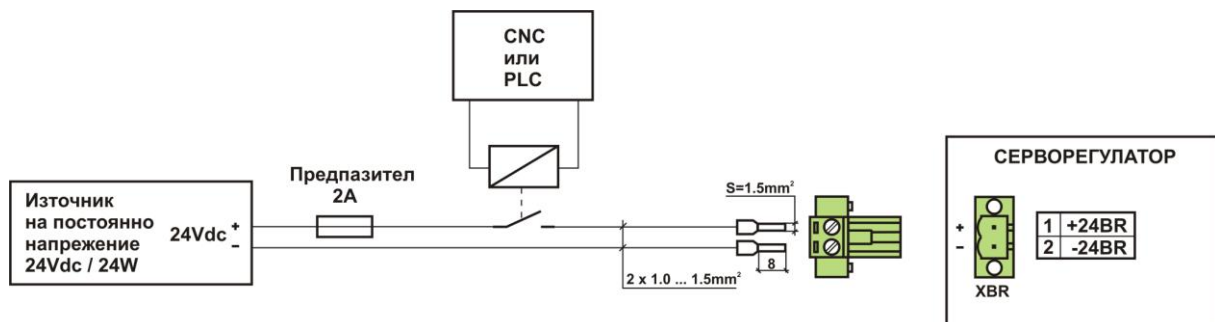 CNC
или
PLC
Предпазител
2A
Източник
на постоянно
напрежение
24Vdc / 24W
24Vdc
+
−
S=1.5mm²
8
2 x 1.0 ... 1.5mm²
СЕРВОРЕГУЛАТОР
+
−
1 +24BR
2 -24BR
XBR